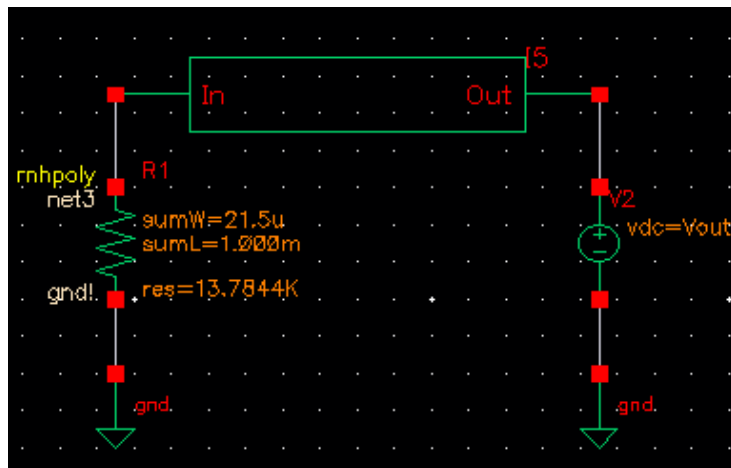 I5
In
Out
rnhpoly
R1
net3
V2
sumW=21.5u
vdc=Vout
sumL=1.000m
gnd!
res=13.7844K
gnd
gnd